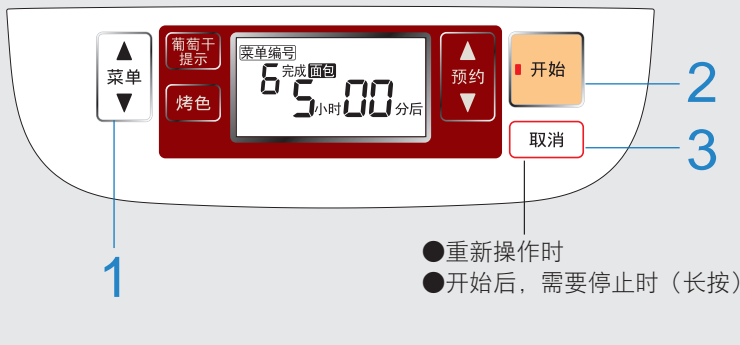 ▲
菜单
▼
葡萄干
提示
烤色
菜单编号
6 完成 面包
5小时00分后
▲
预约
▼
开始
取消
1
2
3
●重新操作时
●开始后，需要停止时（长按）